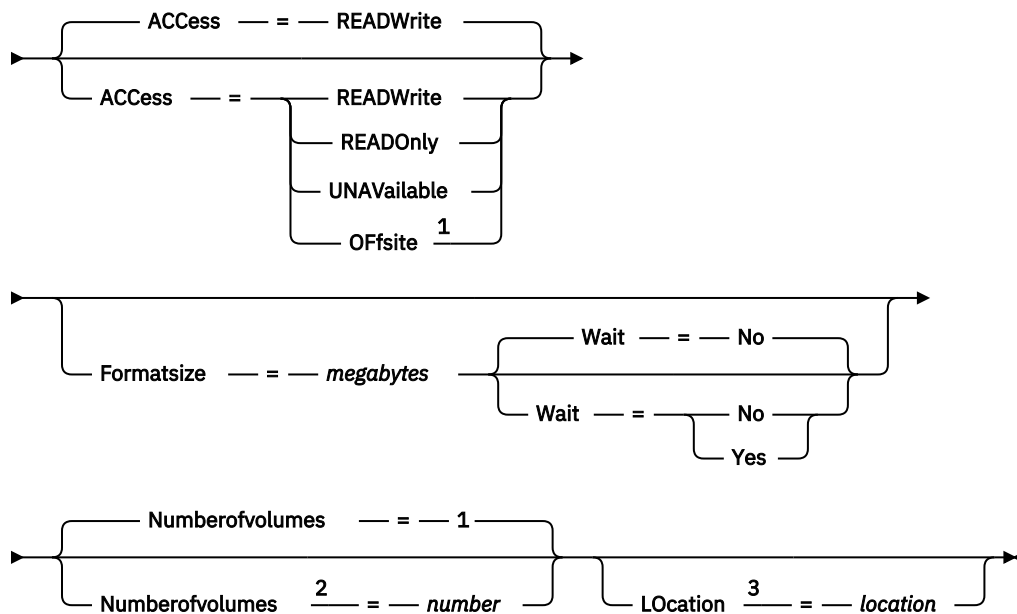 ACCess = READWrite
ACCess = READWrite
READOnly
UNAVailable
OFfsite 1
Wait = No
Formatsize = megabytes
Wait = No
Yes
Numberofvolumes = 1
Numberofvolumes 2 = number
LOcation 3 = location